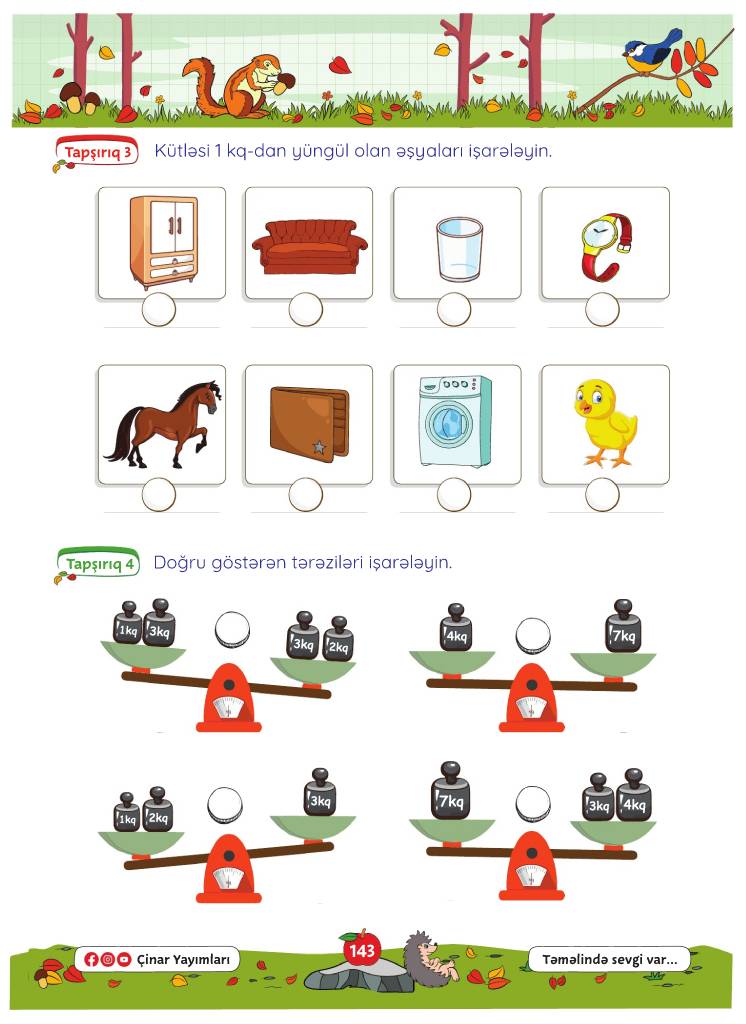 Tapşırıq 3 Kütləsi 1 kq-dan yüngül olan əşyaları işarələyin.
Tapşırıq 4 Doğru göstərən tərəziləri işarələyin.
1kq 3kq 3kq 2kq
4kq 7kq
1kq 2kq 3kq
7kq 3kq 4kq
Çinar Yayımları 143 Təməlində sevgi var...